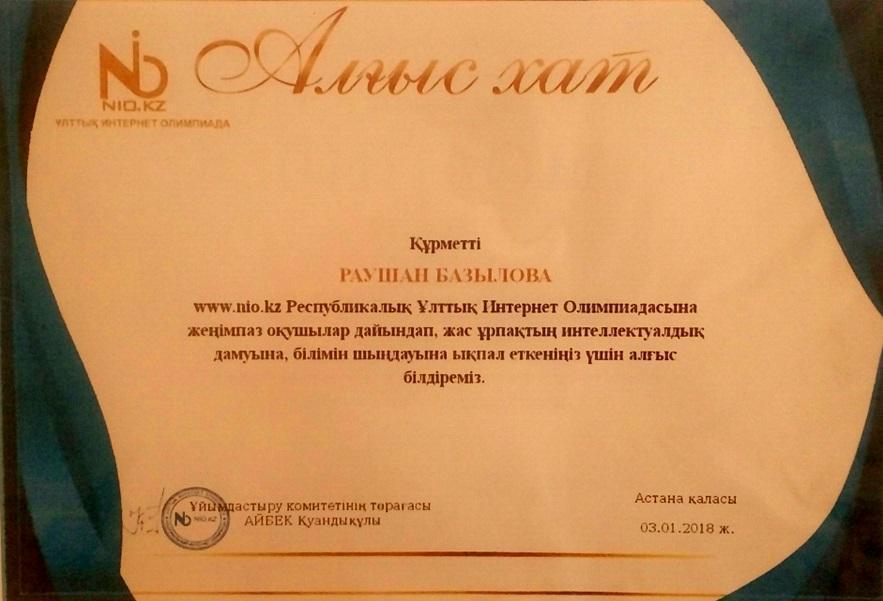 Алғыс хат
NIO.KZ
ҰЛТТЫҚ ИНТЕРНЕТ ОЛИМПИАДА
Құрметті
РАУШАН БАЗЫЛОВА
www.nio.kz Республикалық Ұлттық Интернет Олимпиадасына
жеңімпаз оқушылар дайындап, жас ұрпақтың интеллектуалдық
дамуына, білімін шыңдауына ықпал еткеніңіз үшін алғыс
білдіреміз.
Ұйымдастыру комитетінің төрағасы
АЙБЕК Қуандықұлы
NIO.KZ
Астана қаласы
03.01.2018 ж.